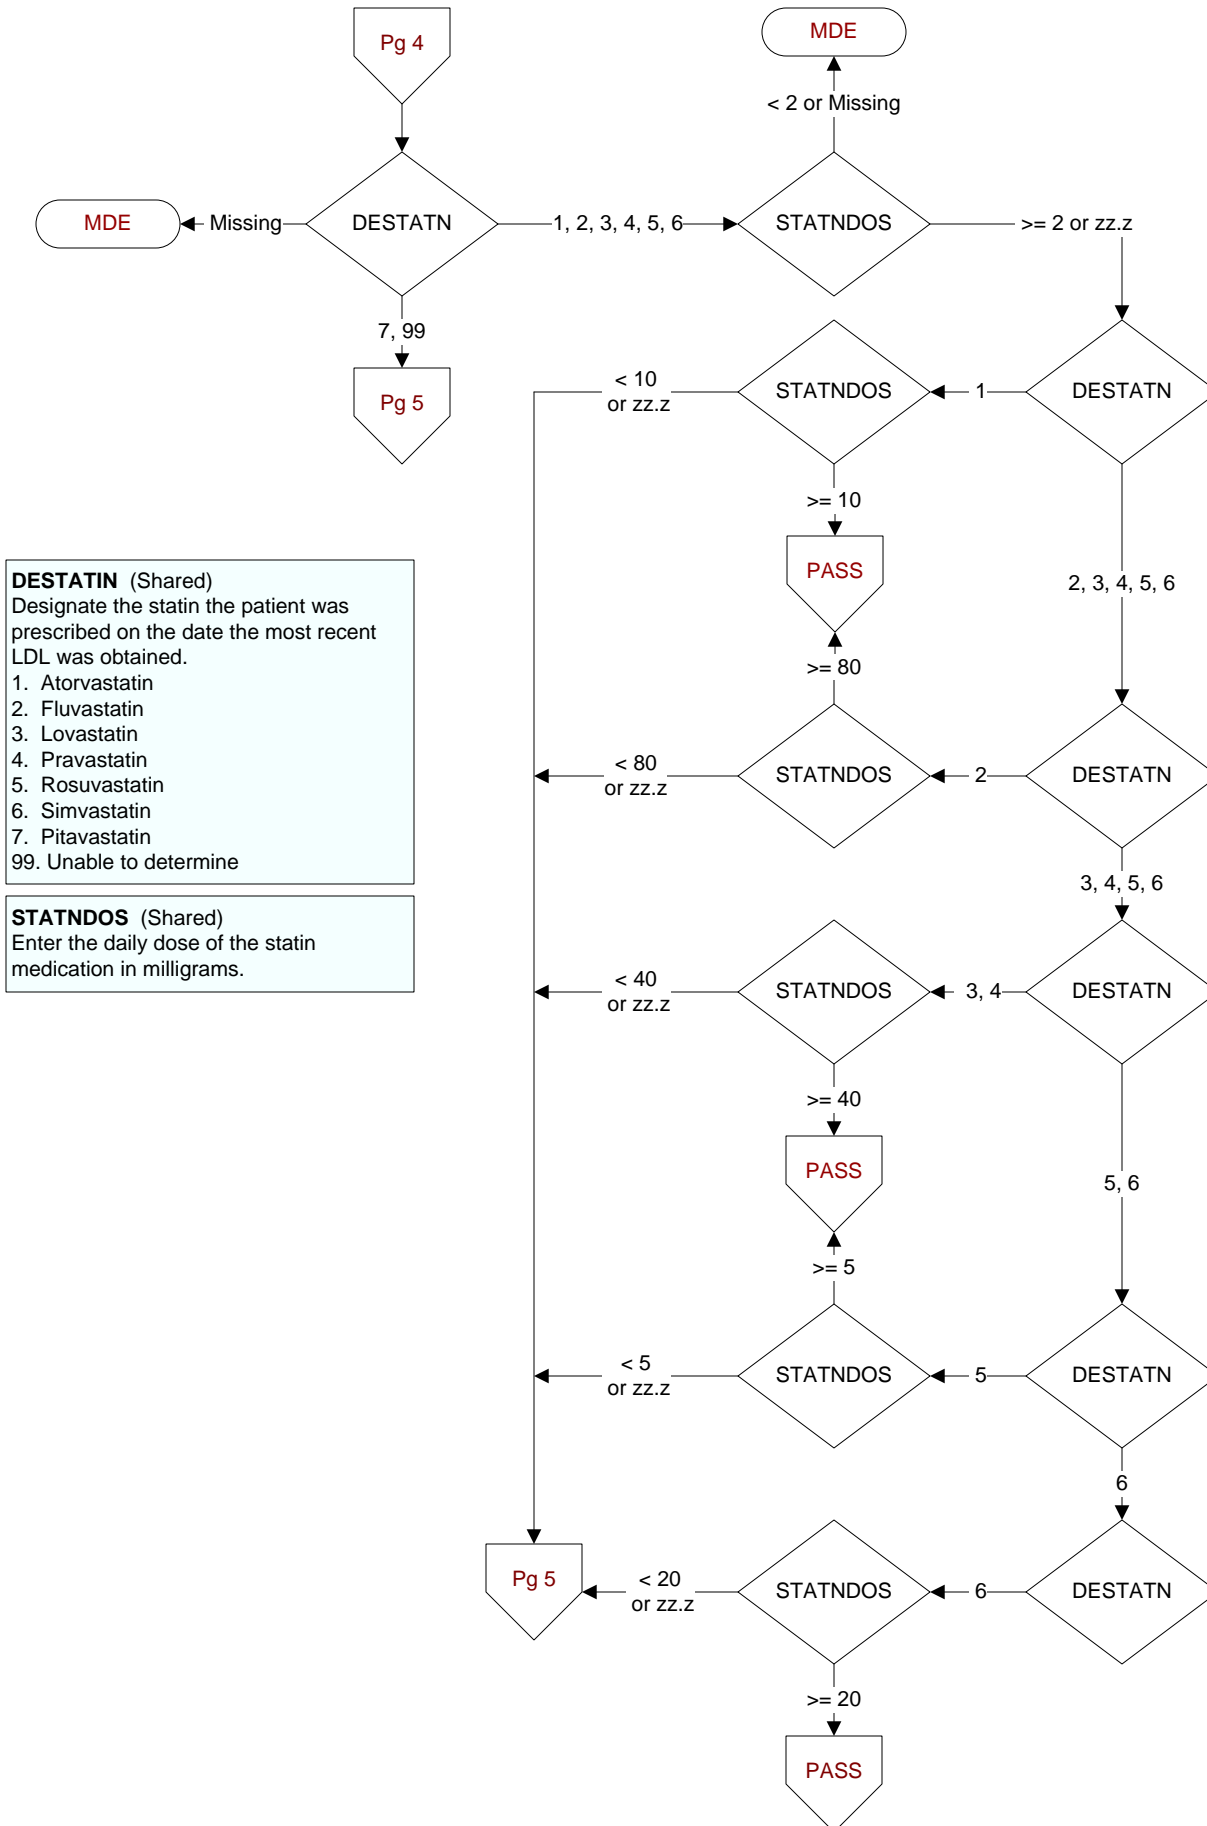 Pg 4
MDE
< 2 or Missing
MDE
Missing
DESTATN
1, 2, 3, 4, 5, 6
STATNDOS
>= 2 or zz.z
7, 99
Pg 5
< 10
or zz.z
STATNDOS
1
DESTATN
>= 10
PASS
2, 3, 4, 5, 6
>= 80
< 80
or zz.z
STATNDOS
2
DESTATN
3, 4, 5, 6
DESTATIN (Shared)
Designate the statin the patient was
prescribed on the date the most recent
LDL was obtained.
1. Atorvastatin
2. Fluvastatin
3. Lovastatin
4. Pravastatin
5. Rosuvastatin
6. Simvastatin
7. Pitavastatin
99. Unable to determine
STATNDOS (Shared)
Enter the daily dose of the statin
medication in milligrams.
< 40
or zz.z
STATNDOS
3, 4
DESTATN
>= 40
PASS
5, 6
>= 5
< 5
or zz.z
STATNDOS
5
DESTATN
6
Pg 5
< 20
or zz.z
STATNDOS
6
DESTATN
>= 20
PASS